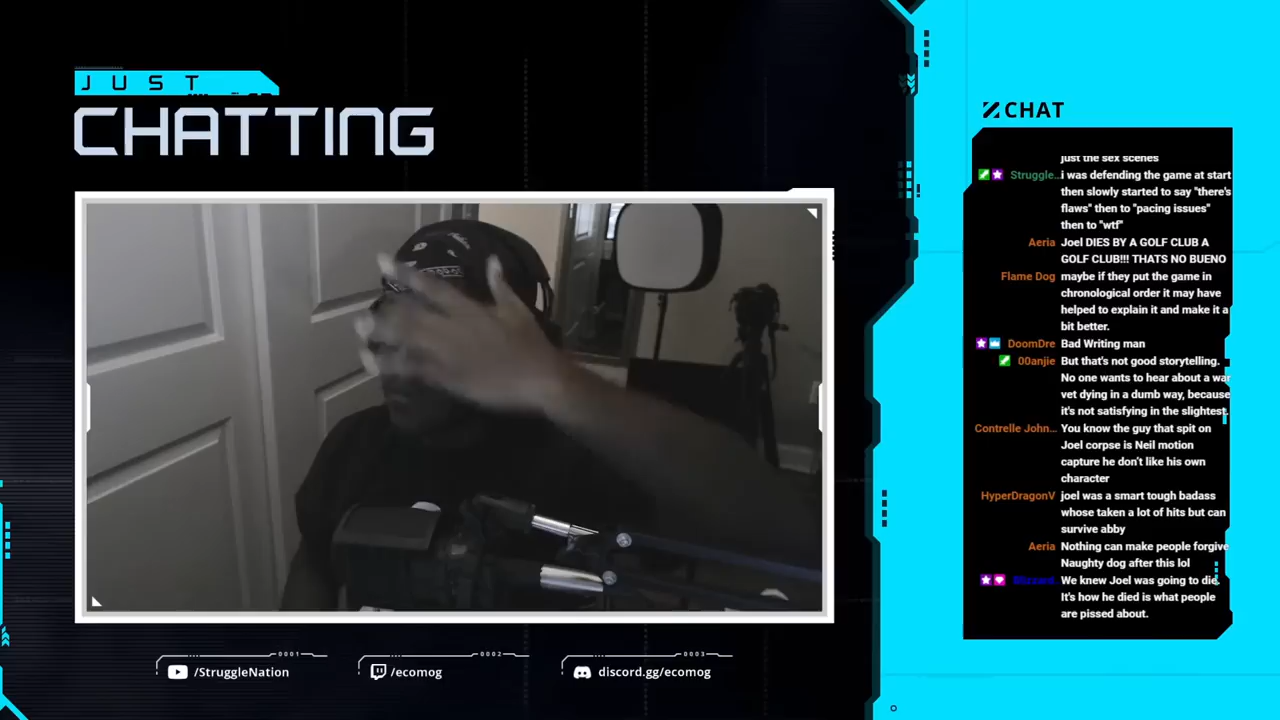 JUST
CHATTING
CHAT
just the sex scenes
Struggle... i was defending the game at start
then slowly started to say "there's
flaws" then to "pacing issues"
then to "wtf"
Aeria Joel DIES BY A GOLF CLUB A
GOLF CLUB!!! THATS NO BUENO
Flame Dog maybe if they put the game in
chronological order it may have
helped to explain it and make it a
bit better.
DoomDre Bad Writing man
00anjie But that's not good storytelling.
No one wants to hear about a war
vet dying in a dumb way, because
it's not satisfying in the slightest.
Contrelle John... You know the guy that spit on
Joel corpse is Neil motion
capture he don't like his own
character
HyperDragonV joel was a smart tough badass
whose taken a lot of hits but can
survive abby
Aeria Nothing can make people forgive
Naughty dog after this lol
Blizzard... We knew Joel was going to die.
It's how he died is what people
are pissed about.
0001
/StruggleNation
0002
/ecomog
0003
discord.gg/ecomog